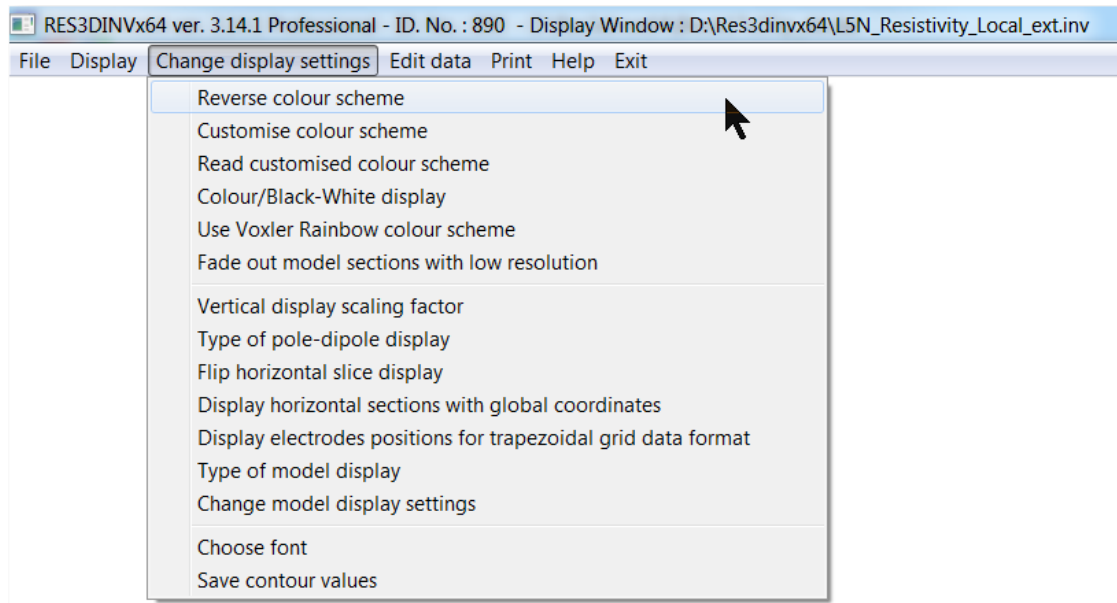 RES3DINVx64 ver. 3.14.1 Professional - ID. No. : 890 - Display Window : D:\Res3dinvx64\L5N_Resistivity_Local_ext.inv
File Display Change display settings Edit data Print Help Exit
Reverse colour scheme
Customise colour scheme
Read customised colour scheme
Colour/Black-White display
Use Voxler Rainbow colour scheme
Fade out model sections with low resolution
Vertical display scaling factor
Type of pole-dipole display
Flip horizontal slice display
Display horizontal sections with global coordinates
Display electrodes positions for trapezoidal grid data format
Type of model display
Change model display settings
Choose font
Save contour values